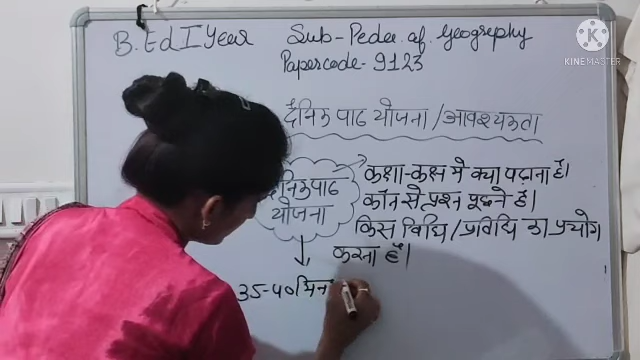 B.Ed I Year
Sub-Peda. of. Geography
Papercode-9123
दैनिक पाठ योजना/आवश्यकता
दैनिक पाठ
योजना
कक्षा-कक्ष मे क्या पढाना है।
कौन से प्रश्न पूछने हैं।
किस विधि/प्रविधि का प्रयोग
करना है।
35-40 मिन
KINEMASTER